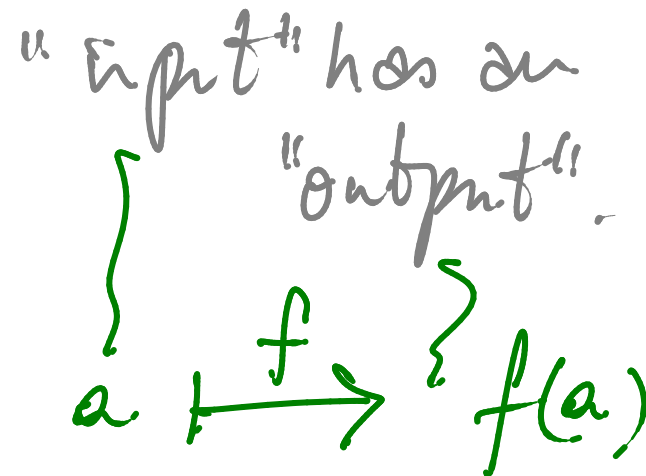 "input" has an
"output".
a ↦ f(a)
f